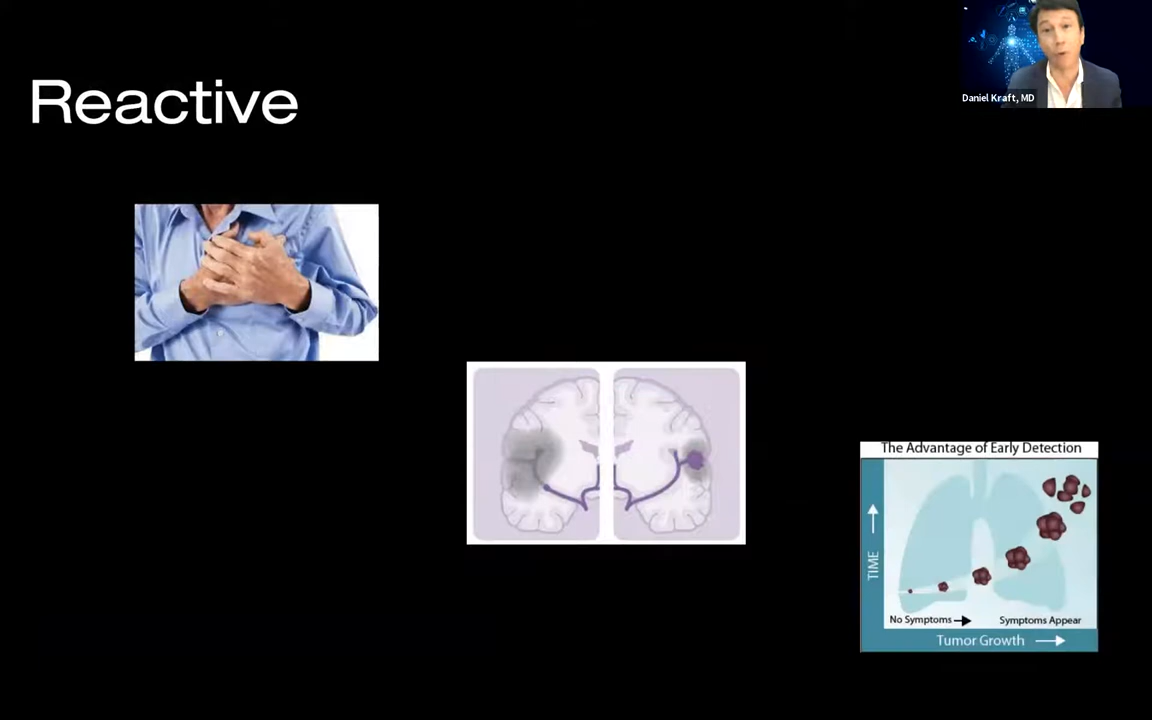 Daniel Kraft, MD
Reactive
The Advantage of Early Detection
TIME
No Symptoms
Symptoms Appear
Tumor Growth